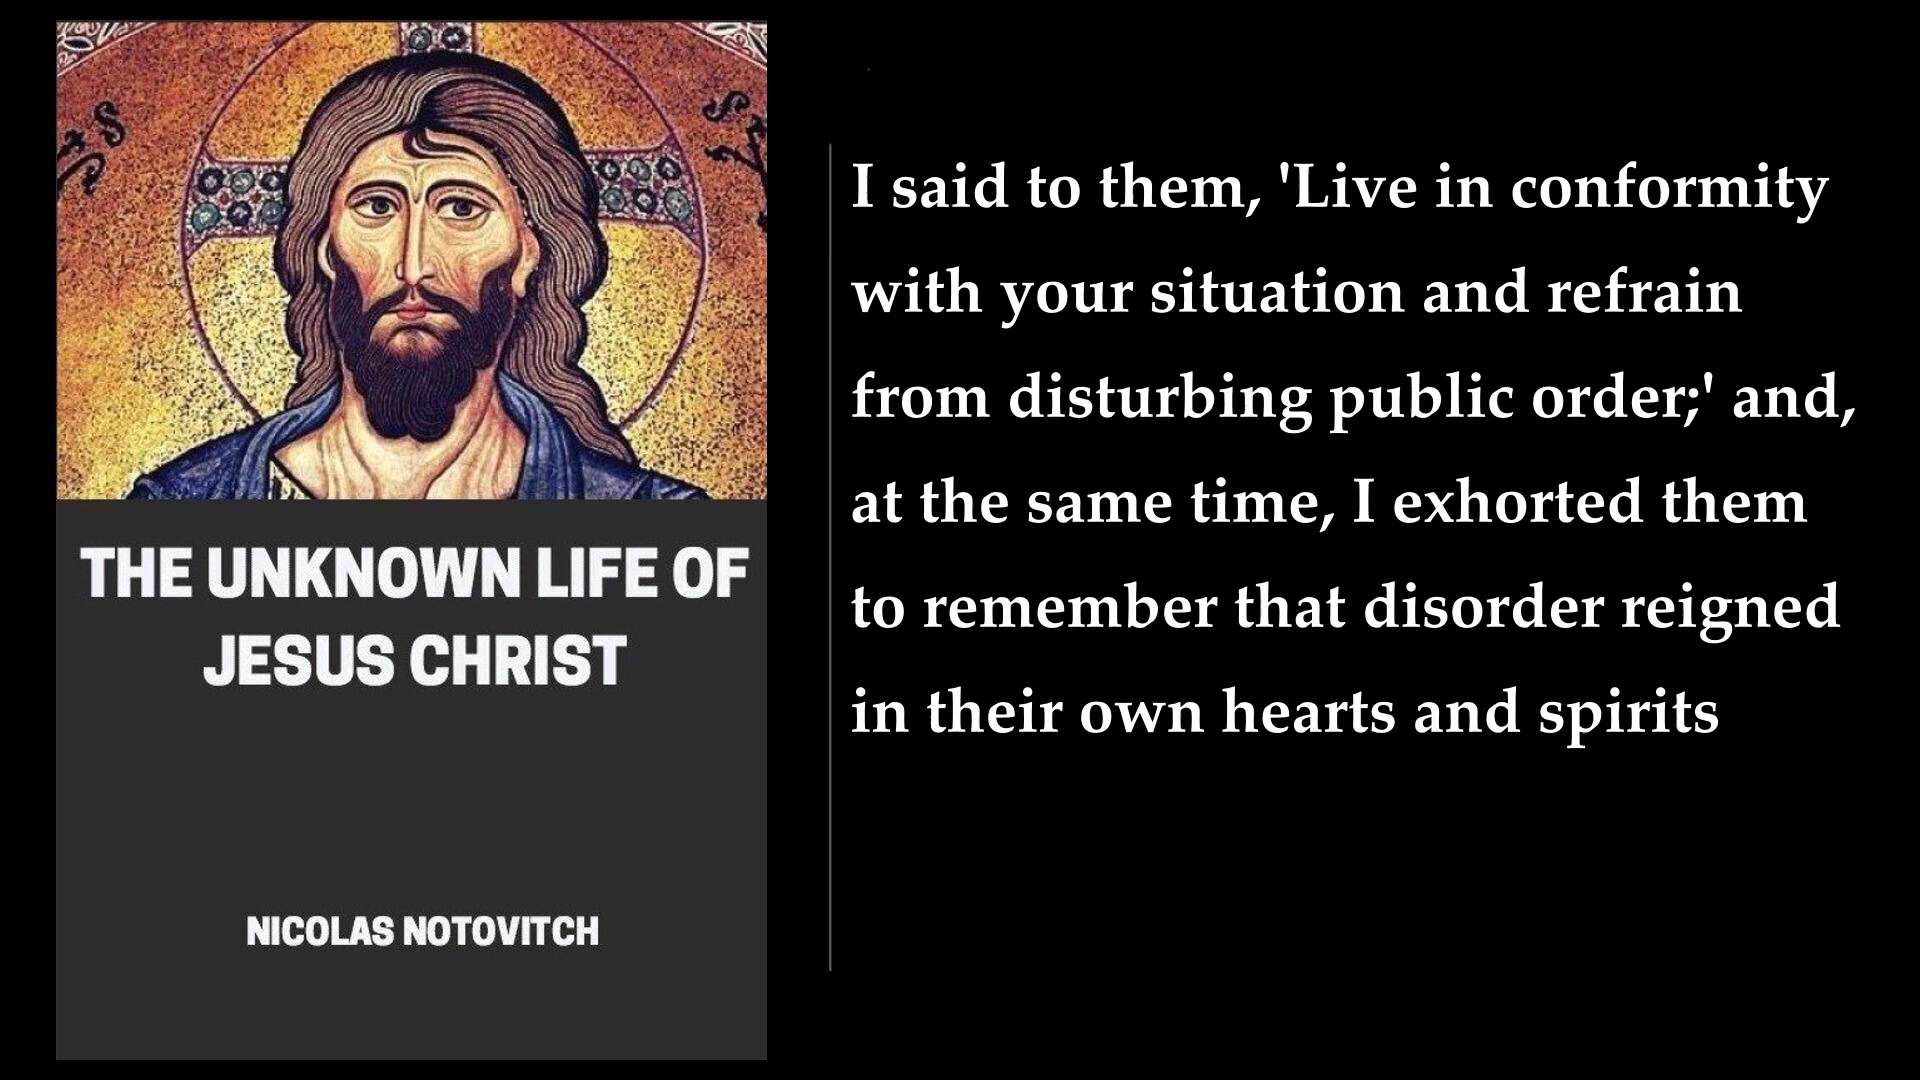 THE UNKNOWN LIFE OF
JESUS CHRIST
NICOLAS NOTOVITCH
I said to them, 'Live in conformity
with your situation and refrain
from disturbing public order;' and,
at the same time, I exhorted them
to remember that disorder reigned
in their own hearts and spirits